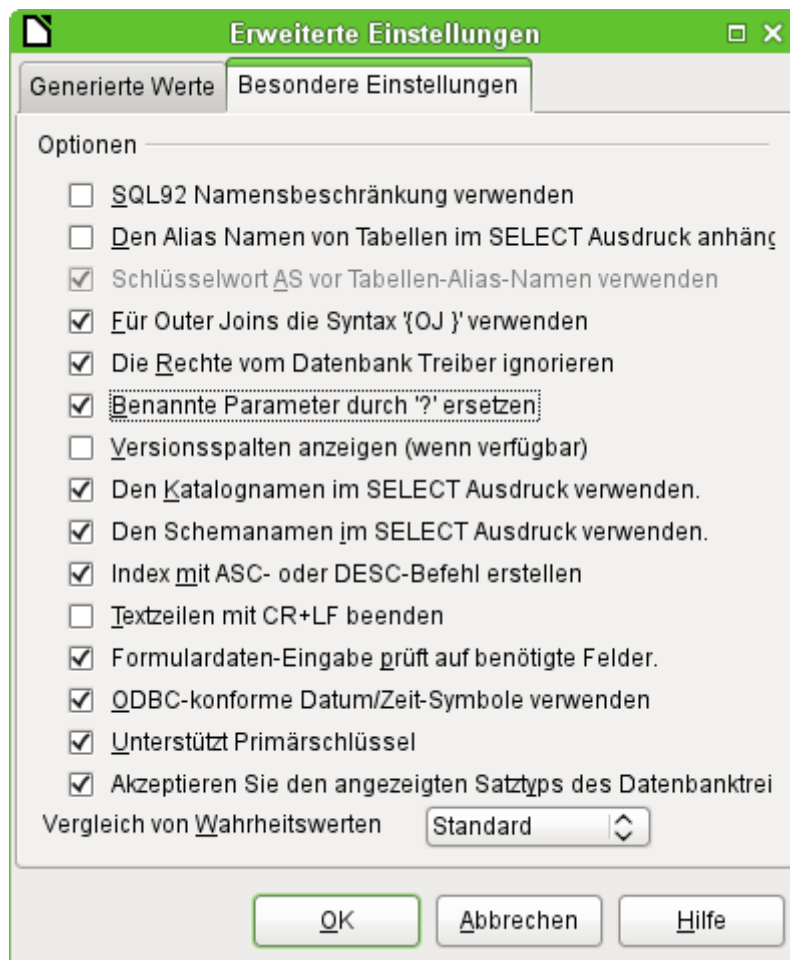 Erweiterte Einstellungen
Generierte Werte
Besondere Einstellungen
Optionen
SQL92 Namensbeschränkung verwenden
Den Alias Namen von Tabellen im SELECT Ausdruck anhäng
Schlüsselwort AS vor Tabellen-Alias-Namen verwenden
Für Outer Joins die Syntax '{OJ }' verwenden
Die Rechte vom Datenbank Treiber ignorieren
Benannte Parameter durch '?' ersetzen
Versionsspalten anzeigen (wenn verfügbar)
Den Katalognamen im SELECT Ausdruck verwenden.
Den Schemanamen im SELECT Ausdruck verwenden.
Index mit ASC- oder DESC-Befehl erstellen
Textzeilen mit CR+LF beenden
Formulardaten-Eingabe prüft auf benötigte Felder.
ODBC-konforme Datum/Zeit-Symbole verwenden
Unterstützt Primärschlüssel
Akzeptieren Sie den angezeigten Satztyps des Datenbanktrei
Vergleich von Wahrheitswerten
Standard
OK
Abbrechen
Hilfe